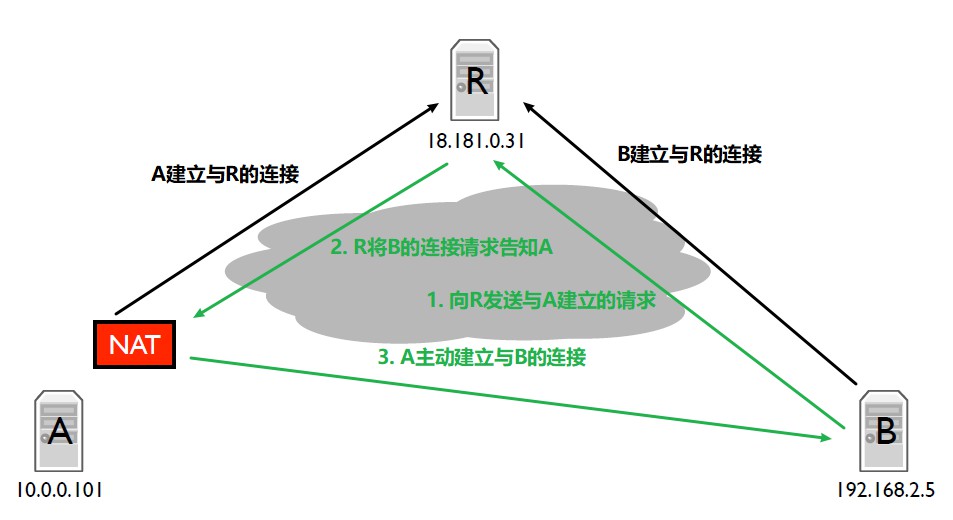 R
18.181.0.31
A建立与R的连接
B建立与R的连接
2. R将B的连接请求告知A
1. 向R发送与A建立的请求
NAT
3. A主动建立与B的连接
A
B
10.0.0.101
192.168.2.5